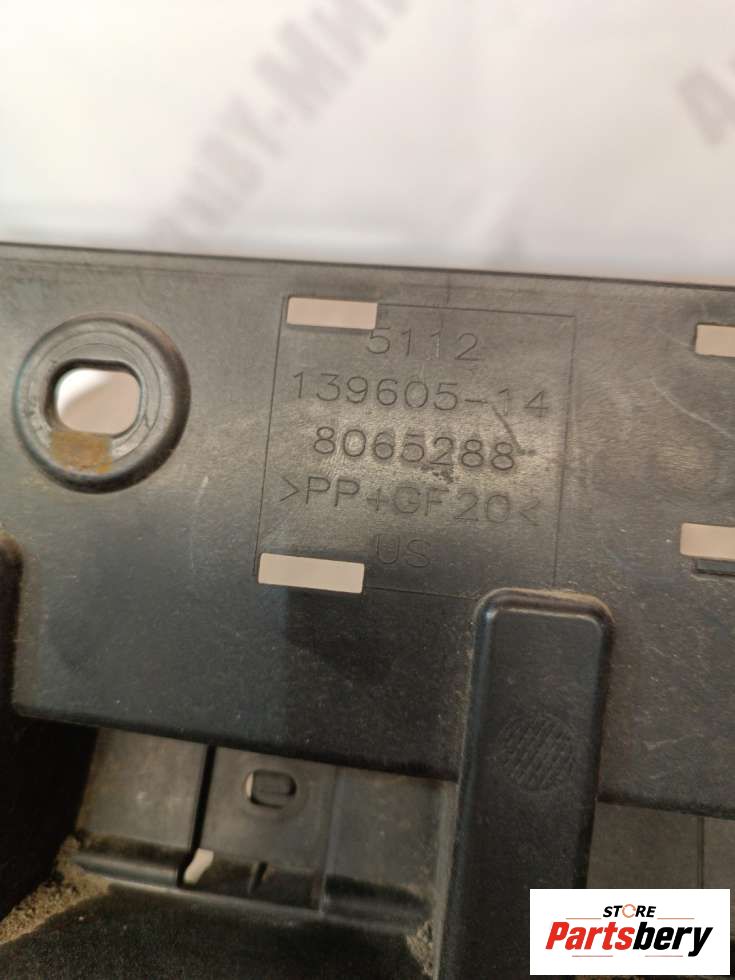 5112
139605-14
8065288
>PP+GF20<
US
STORE
Partsbery